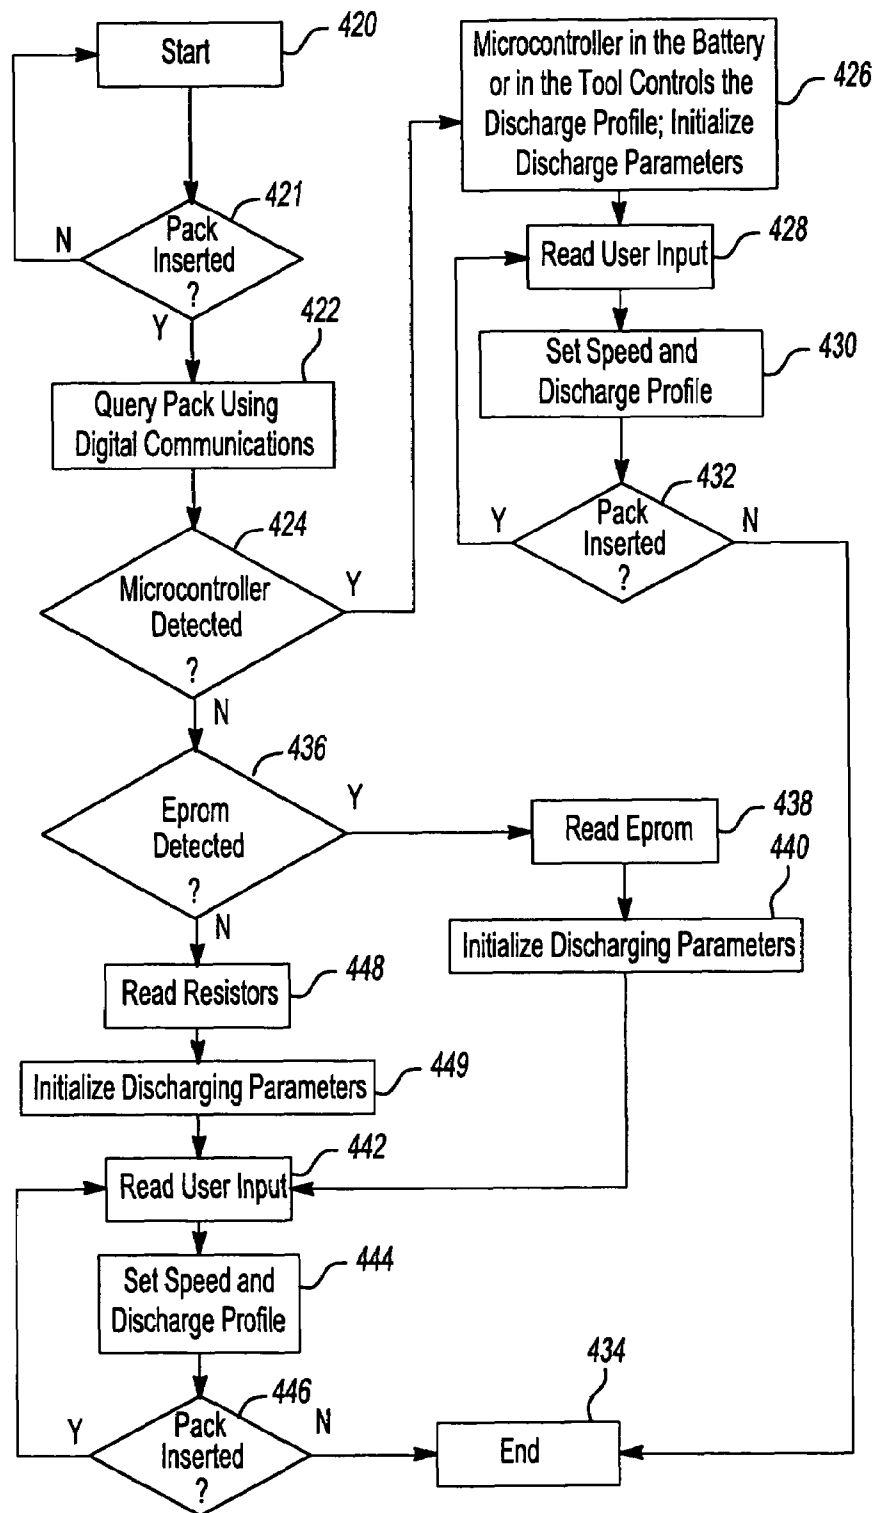 Start
420
421
Pack
Inserted
?
N
Y
422
Query Pack Using
Digital Communications
424
Microcontroller
Detected
?
Y
N
Microcontroller in the Battery
or in the Tool Controls the
Discharge Profile; Initialize
Discharge Parameters
426
Read User Input
428
Set Speed and
Discharge Profile
430
432
Pack
Inserted
?
Y
N
436
Eprom
Detected
?
Y
N
Read Eprom
438
440
Initialize Discharging Parameters
448
Read Resistors
Initialize Discharging Parameters
449
442
Read User Input
444
Set Speed and
Discharge Profile
446
Pack
Inserted
?
Y
N
434
End